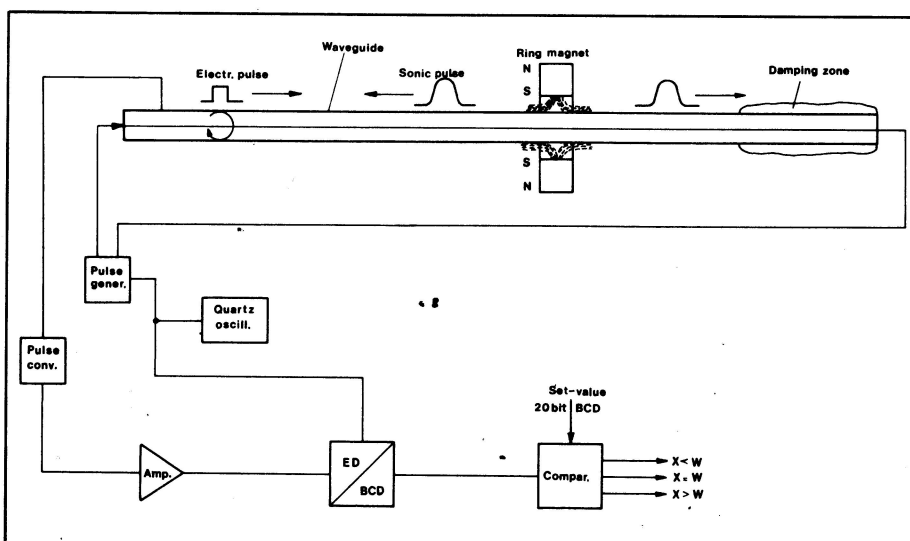 Waveguide
Ring magnet
Electr. pulse
Sonic pulse
N
Damping zone
S
S
N
Pulse
gener.
Quartz
oscill.
Pulse
conv.
Set-value
20 bit BCD
Amp.
ED
BCD
Compar.
X < W
X = W
X > W